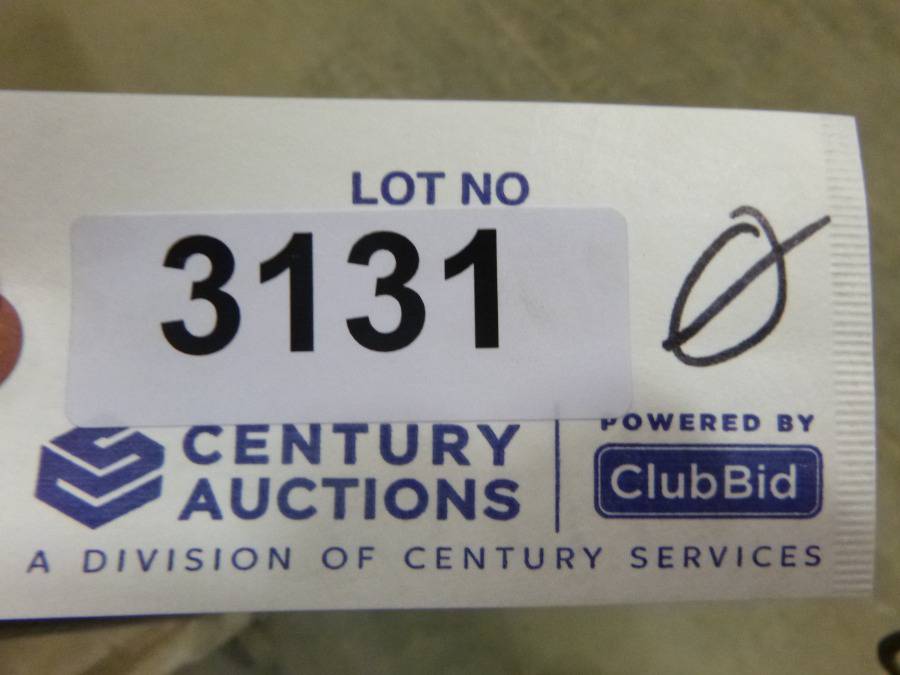 LOT NO
3131
Ø
CENTURY
AUCTIONS
POWERED BY
ClubBid
A DIVISION OF CENTURY SERVICES